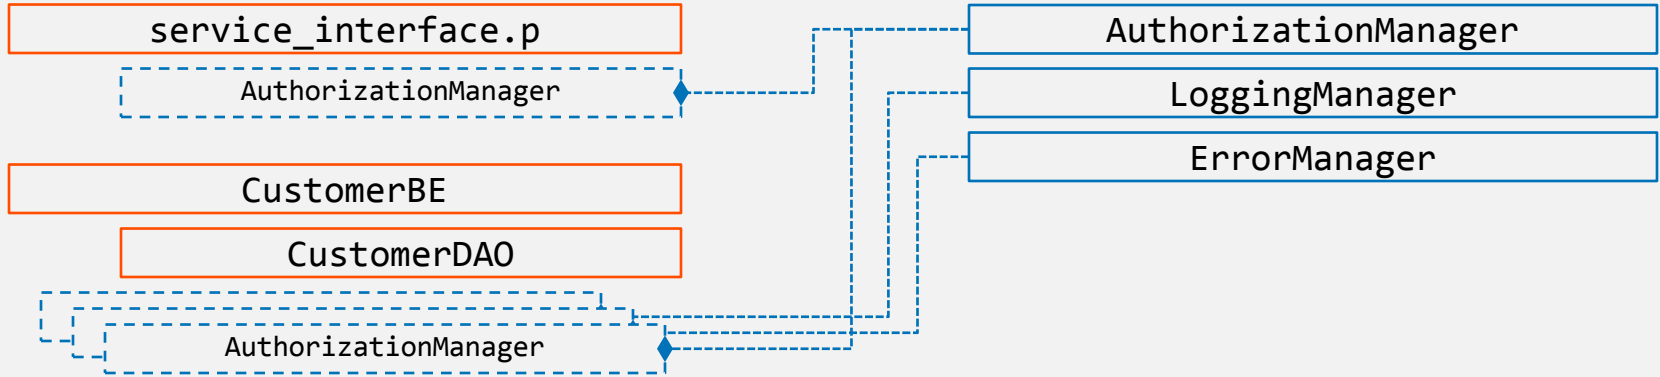 service_interface.p
AuthorizationManager
CustomerBE
CustomerDAO
AuthorizationManager
AuthorizationManager
LoggingManager
ErrorManager